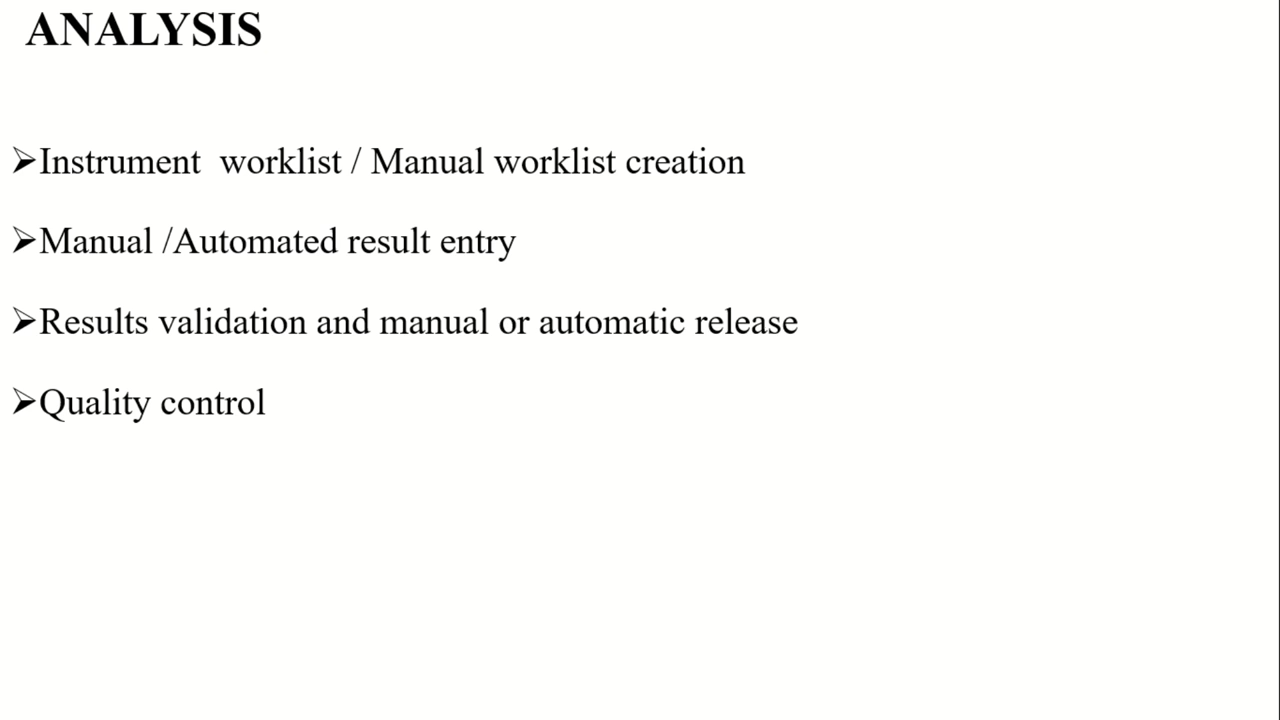 ANALYSIS
➢Instrument  worklist / Manual worklist creation
➢Manual /Automated result entry
➢Results validation and manual or automatic release
➢Quality control